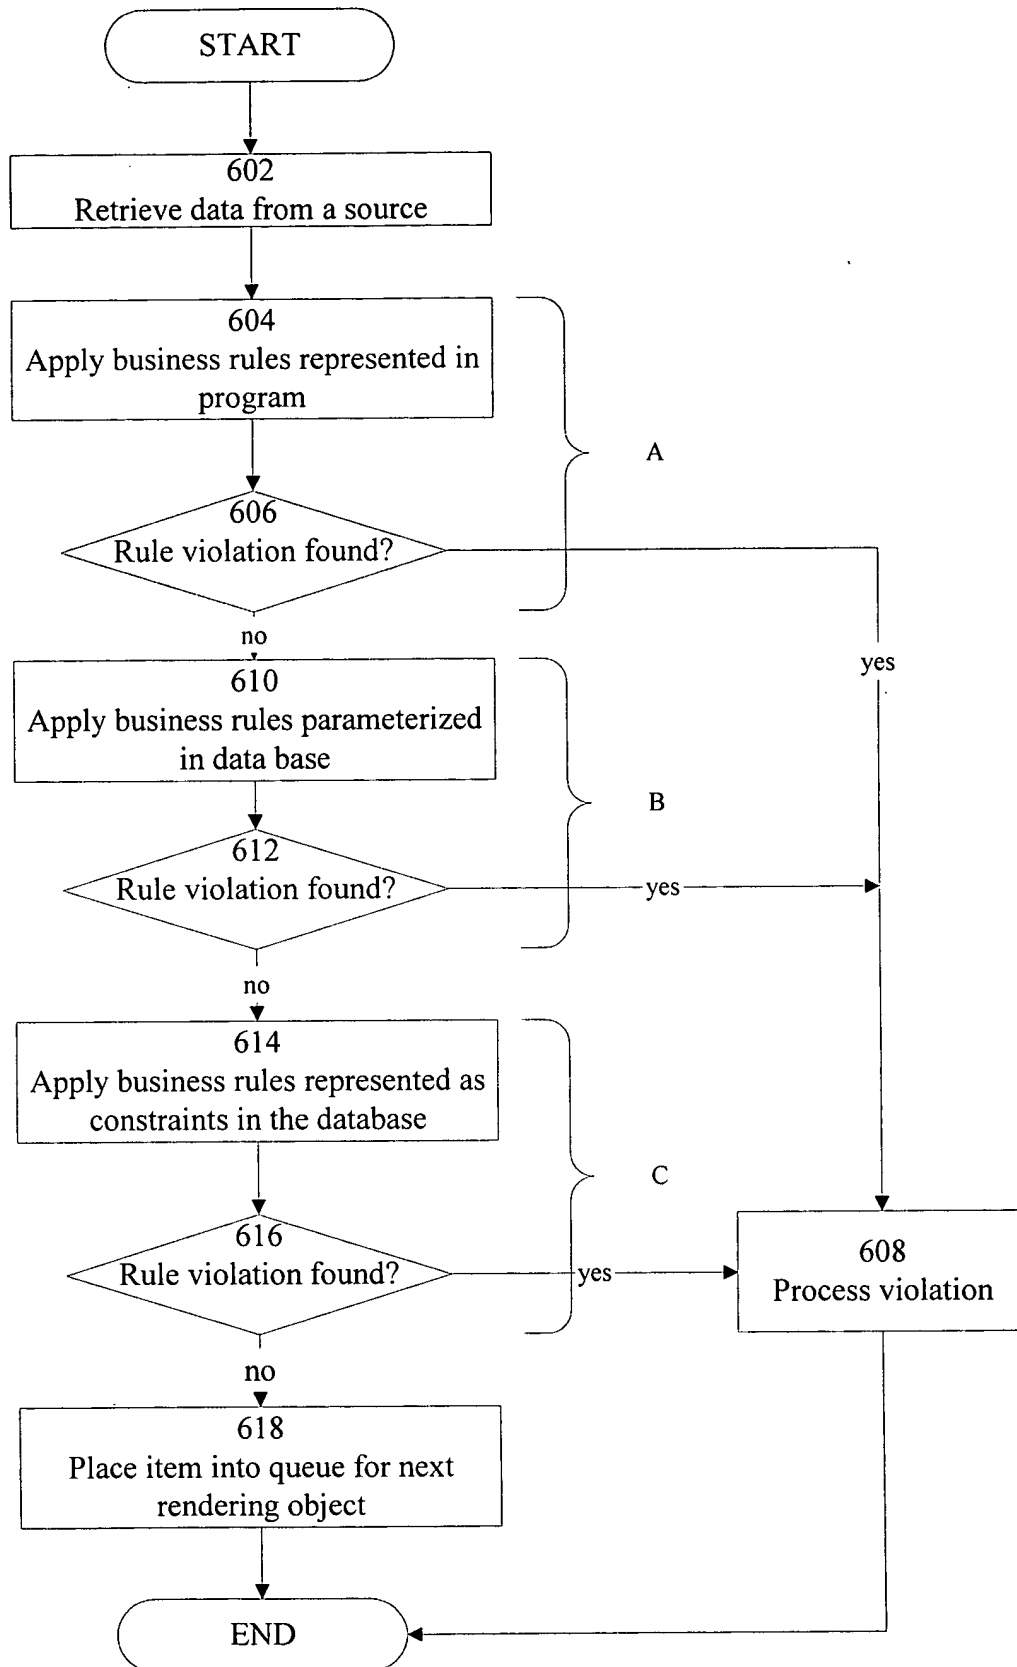 START
602
Retrieve data from a source
604
Apply business rules represented in
program
A
606
Rule violation found?
no
yes
610
Apply business rules parameterized
in data base
B
612
Rule violation found?
yes
no
614
Apply business rules represented as
constraints in the database
C
616
Rule violation found?
yes
608
Process violation
no
618
Place item into queue for next
rendering object
END